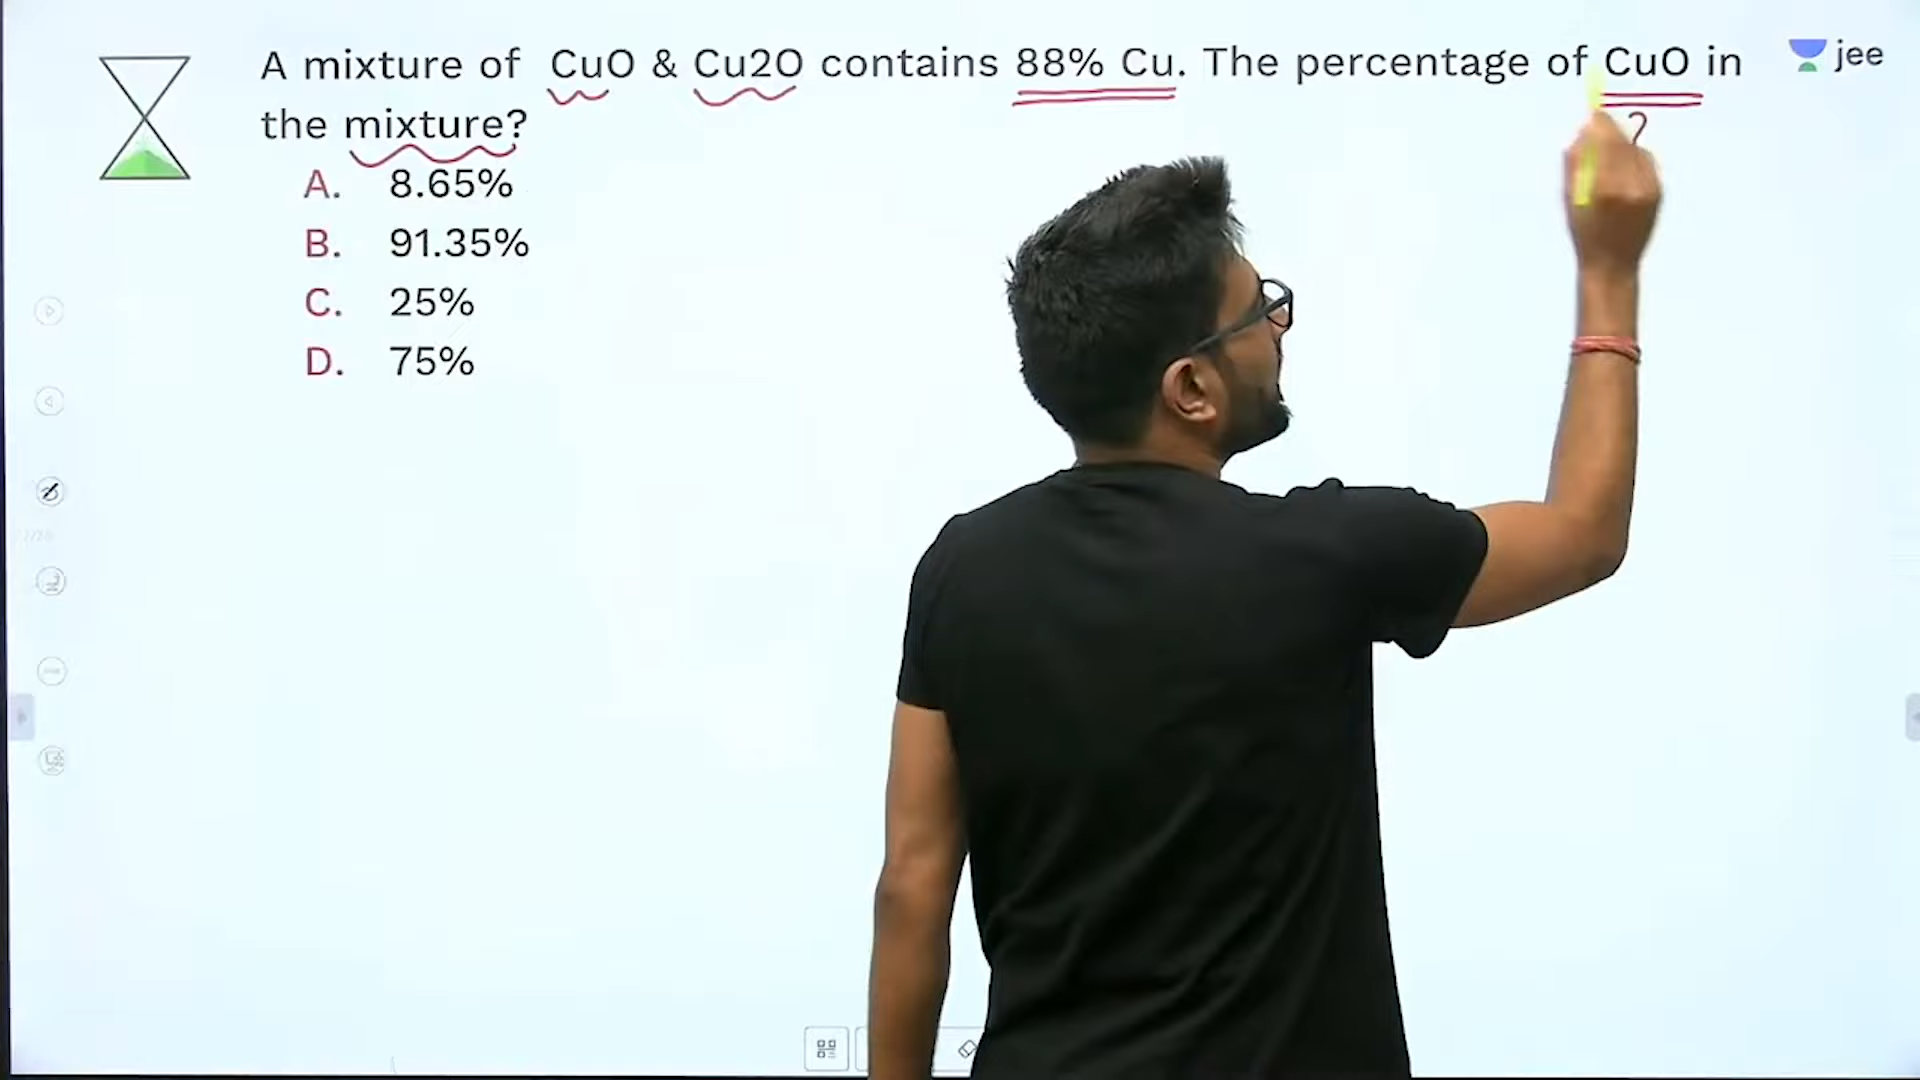 A mixture of CuO & Cu2O contains 88% Cu. The percentage of CuO in
the mixture?
?
A. 8.65%
B. 91.35%
C. 25%
D. 75%
jee